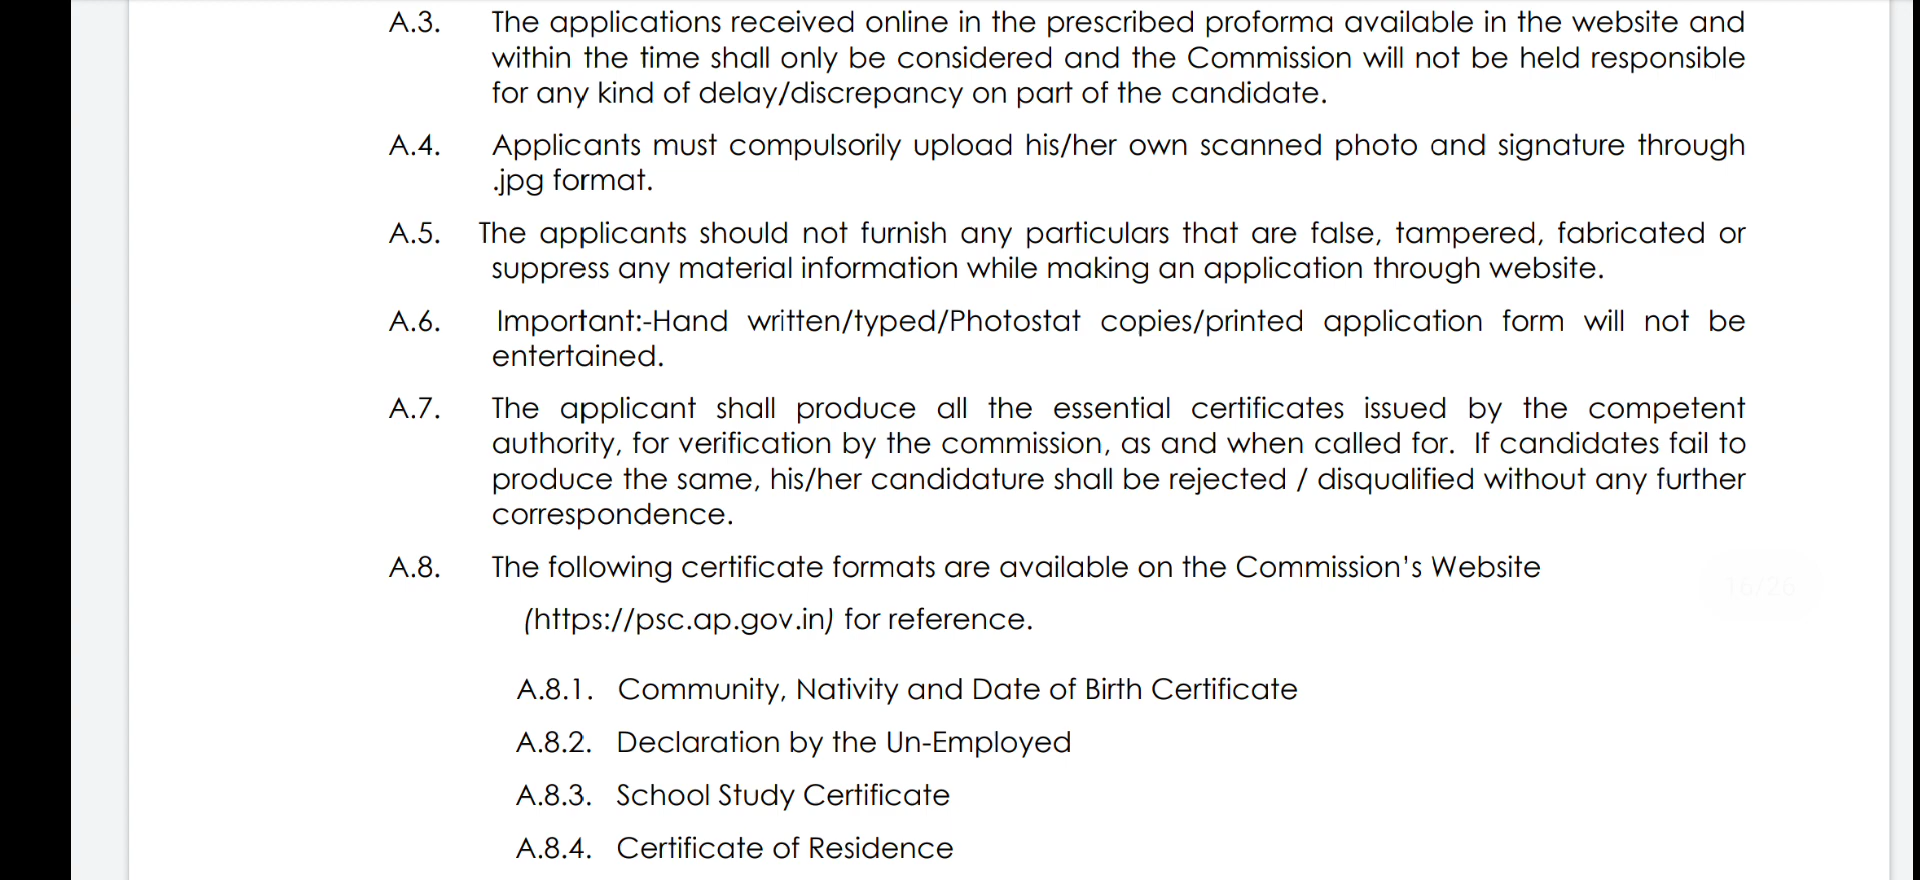 A.3. The applications received online in the prescribed proforma available in the website and
within the time shall only be considered and the Commission will not be held responsible
for any kind of delay/discrepancy on part of the candidate.
A.4. Applicants must compulsorily upload his/her own scanned photo and signature through
.jpg format.
A.5. The applicants should not furnish any particulars that are false, tampered, fabricated or
suppress any material information while making an application through website.
A.6. Important:-Hand written/typed/Photostat copies/printed application form will not be
entertained.
A.7. The applicant shall produce all the essential certificates issued by the competent
authority, for verification by the commission, as and when called for. If candidates fail to
produce the same, his/her candidature shall be rejected / disqualified without any further
correspondence.
A.8. The following certificate formats are available on the Commission's Website
16/26
(https://psc.ap.gov.in) for reference.
A.8.1. Community, Nativity and Date of Birth Certificate
A.8.2. Declaration by the Un-Employed
A.8.3. School Study Certificate
A.8.4. Certificate of Residence